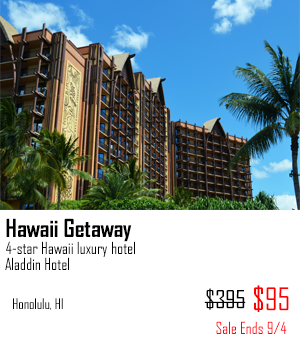 Hawaii Getaway
4-star Hawaii luxury hotel
Aladdin Hotel
Honolulu, HI
$395 $95
Sale Ends 9/4